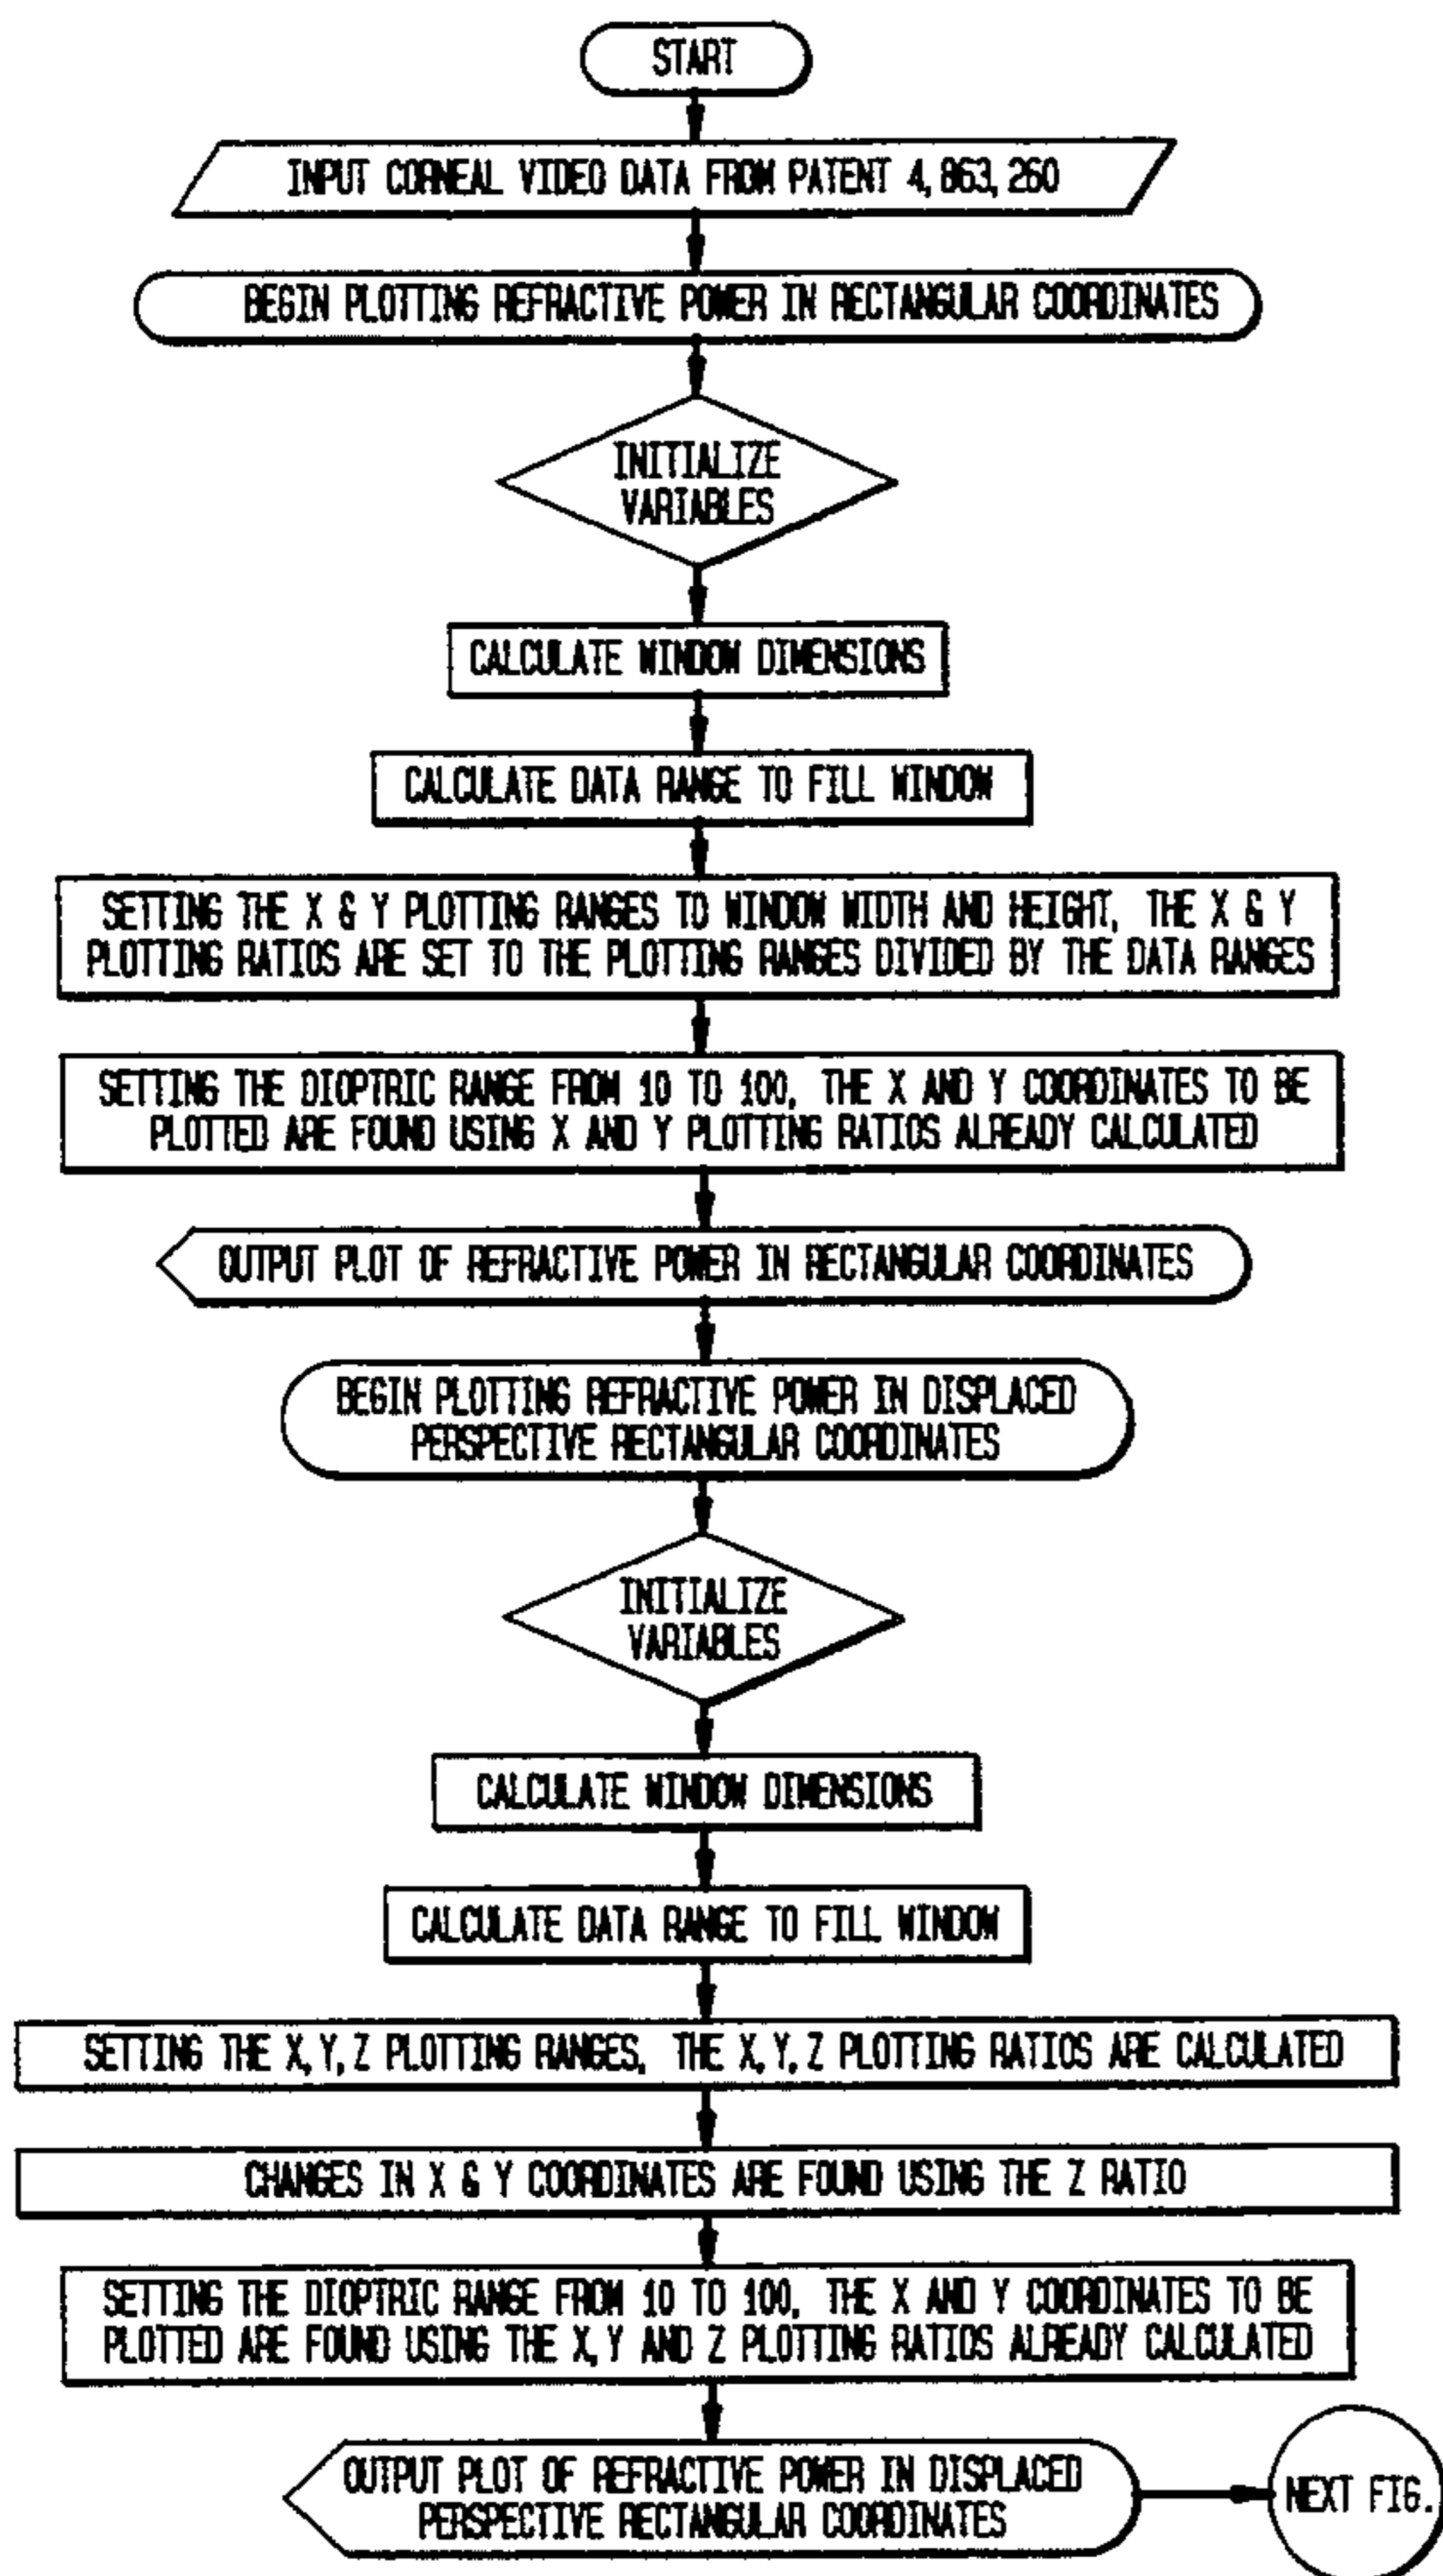 START
INPUT CORNEAL VIDEO DATA FROM PATENT 4,863,260
BEGIN PLOTTING REFRACTIVE POWER IN RECTANGULAR COORDINATES
INITIALIZE
VARIABLES
CALCULATE WINDOW DIMENSIONS
CALCULATE DATA RANGE TO FILL WINDOW
SETTING THE X & Y PLOTTING RANGES TO WINDOW WIDTH AND HEIGHT, THE X & Y
PLOTTING RATIOS ARE SET TO THE PLOTTING RANGES DIVIDED BY THE DATA RANGES
SETTING THE DIOPTRIC RANGE FROM 10 TO 100, THE X AND Y COORDINATES TO BE
PLOTTED ARE FOUND USING X AND Y PLOTTING RATIOS ALREADY CALCULATED
OUTPUT PLOT OF REFRACTIVE POWER IN RECTANGULAR COORDINATES
BEGIN PLOTTING REFRACTIVE POWER IN DISPLACED
PERSPECTIVE RECTANGULAR COORDINATES
INITIALIZE
VARIABLES
CALCULATE WINDOW DIMENSIONS
CALCULATE DATA RANGE TO FILL WINDOW
SETTING THE X,Y,Z PLOTTING RANGES, THE X,Y,Z PLOTTING RATIOS ARE CALCULATED
CHANGES IN X & Y COORDINATES ARE FOUND USING THE Z RATIO
SETTING THE DIOPTRIC RANGE FROM 10 TO 100, THE X AND Y COORDINATES TO BE
PLOTTED ARE FOUND USING THE X,Y AND Z PLOTTING RATIOS ALREADY CALCULATED
OUTPUT PLOT OF REFRACTIVE POWER IN DISPLACED
PERSPECTIVE RECTANGULAR COORDINATES
NEXT FIG.